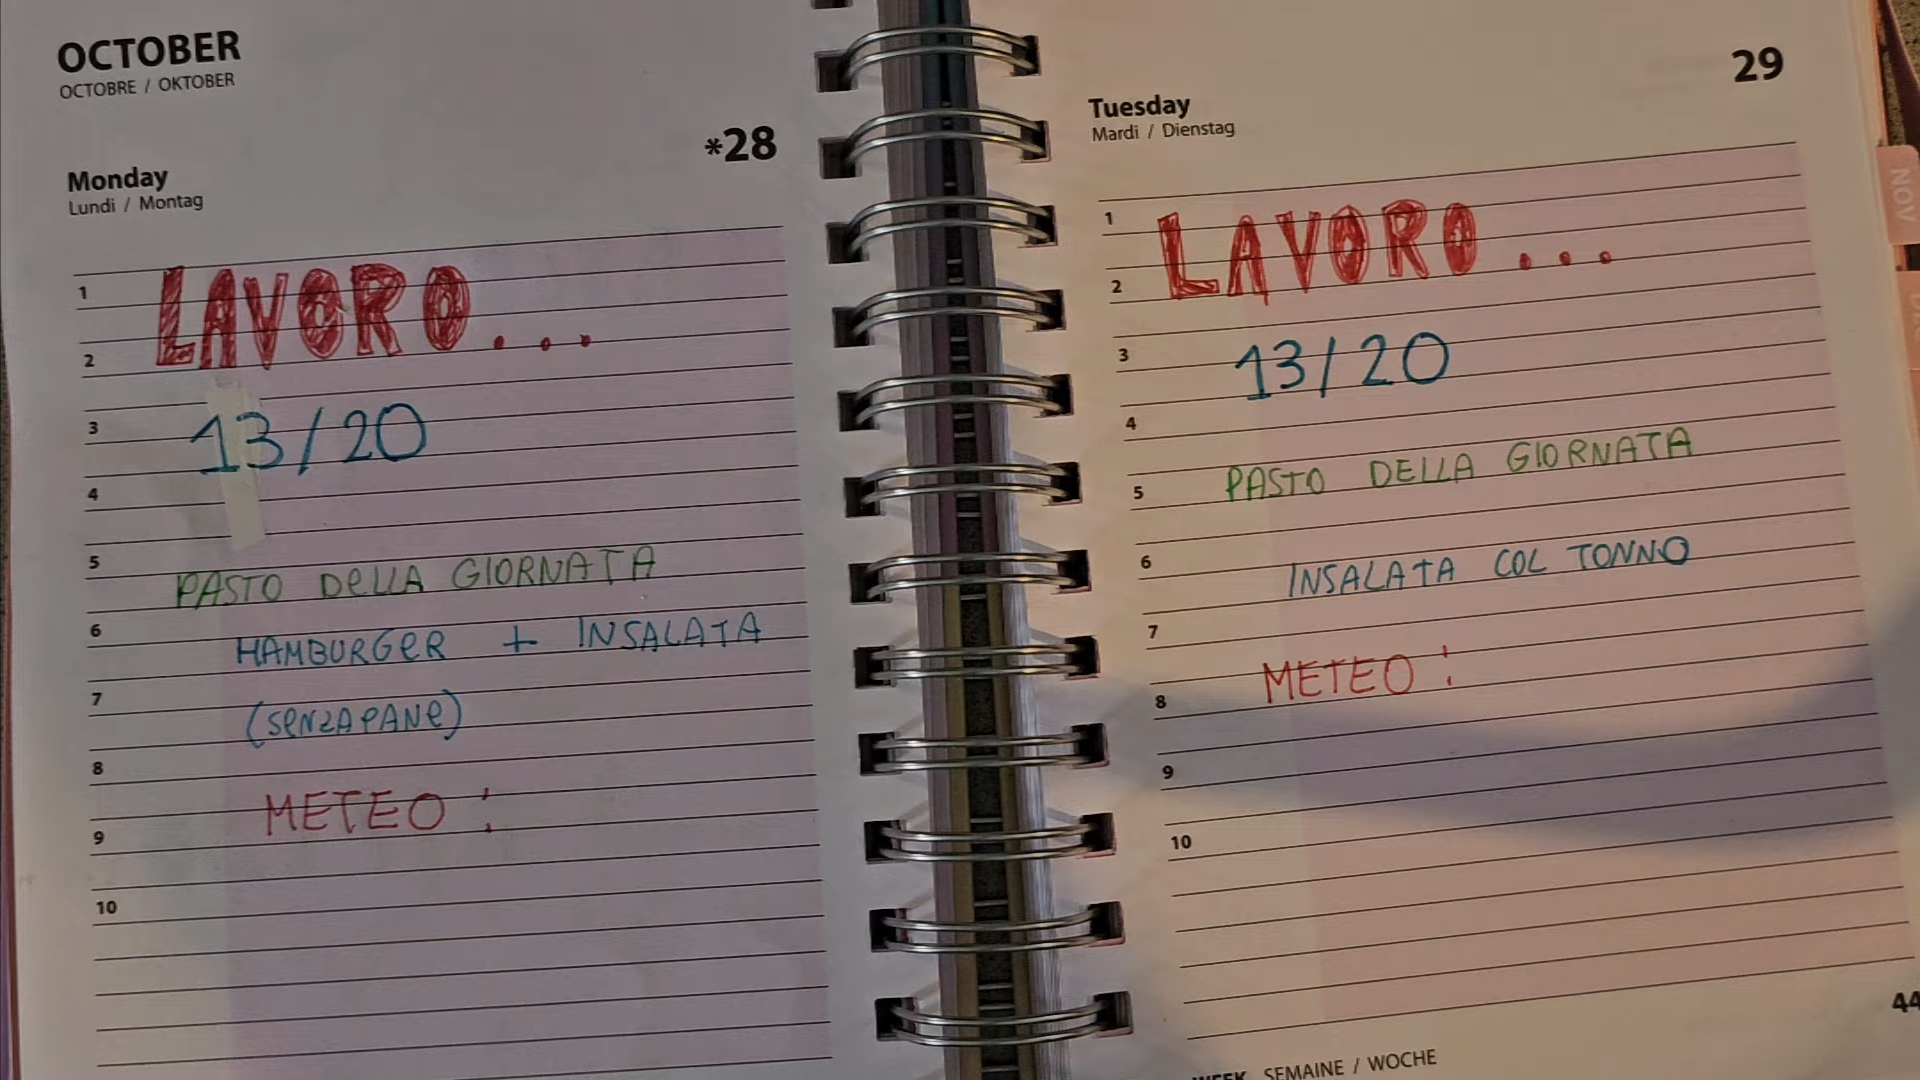 OCTOBER
OCTOBRE / OKTOBER
*28
Monday
Lundi / Montag
1
LAVORO...
2
3
13/20
4
5
PASTO DELLA GIORNATA
6
HAMBURGER + INSALATA
7
(SENZA PANE)
8
METEO :
9
10
29
Tuesday
Mardi / Dienstag
1
LAVORO...
2
3
13/20
4
PASTO DELLA GIORNATA
5
6
INSALATA COL TONNO
7
METEO :
8
9
10
44
WEEK SEMAINE / WOCHE
NOV